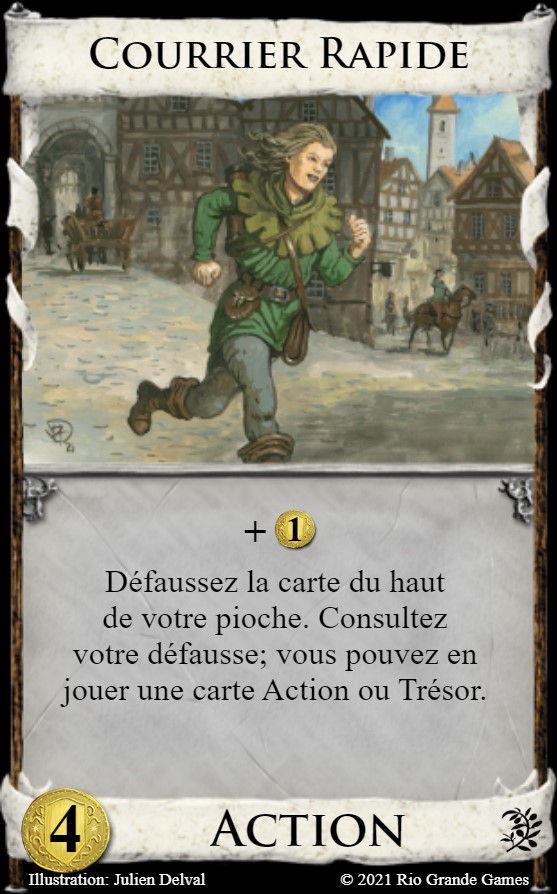 Courrier Rapide
+ 1
Défaussez la carte du haut
de votre pioche. Consultez
votre défausse; vous pouvez en
jouer une carte Action ou Trésor.
4
Action
Illustration: Julien Delval
© 2021 Rio Grande Games